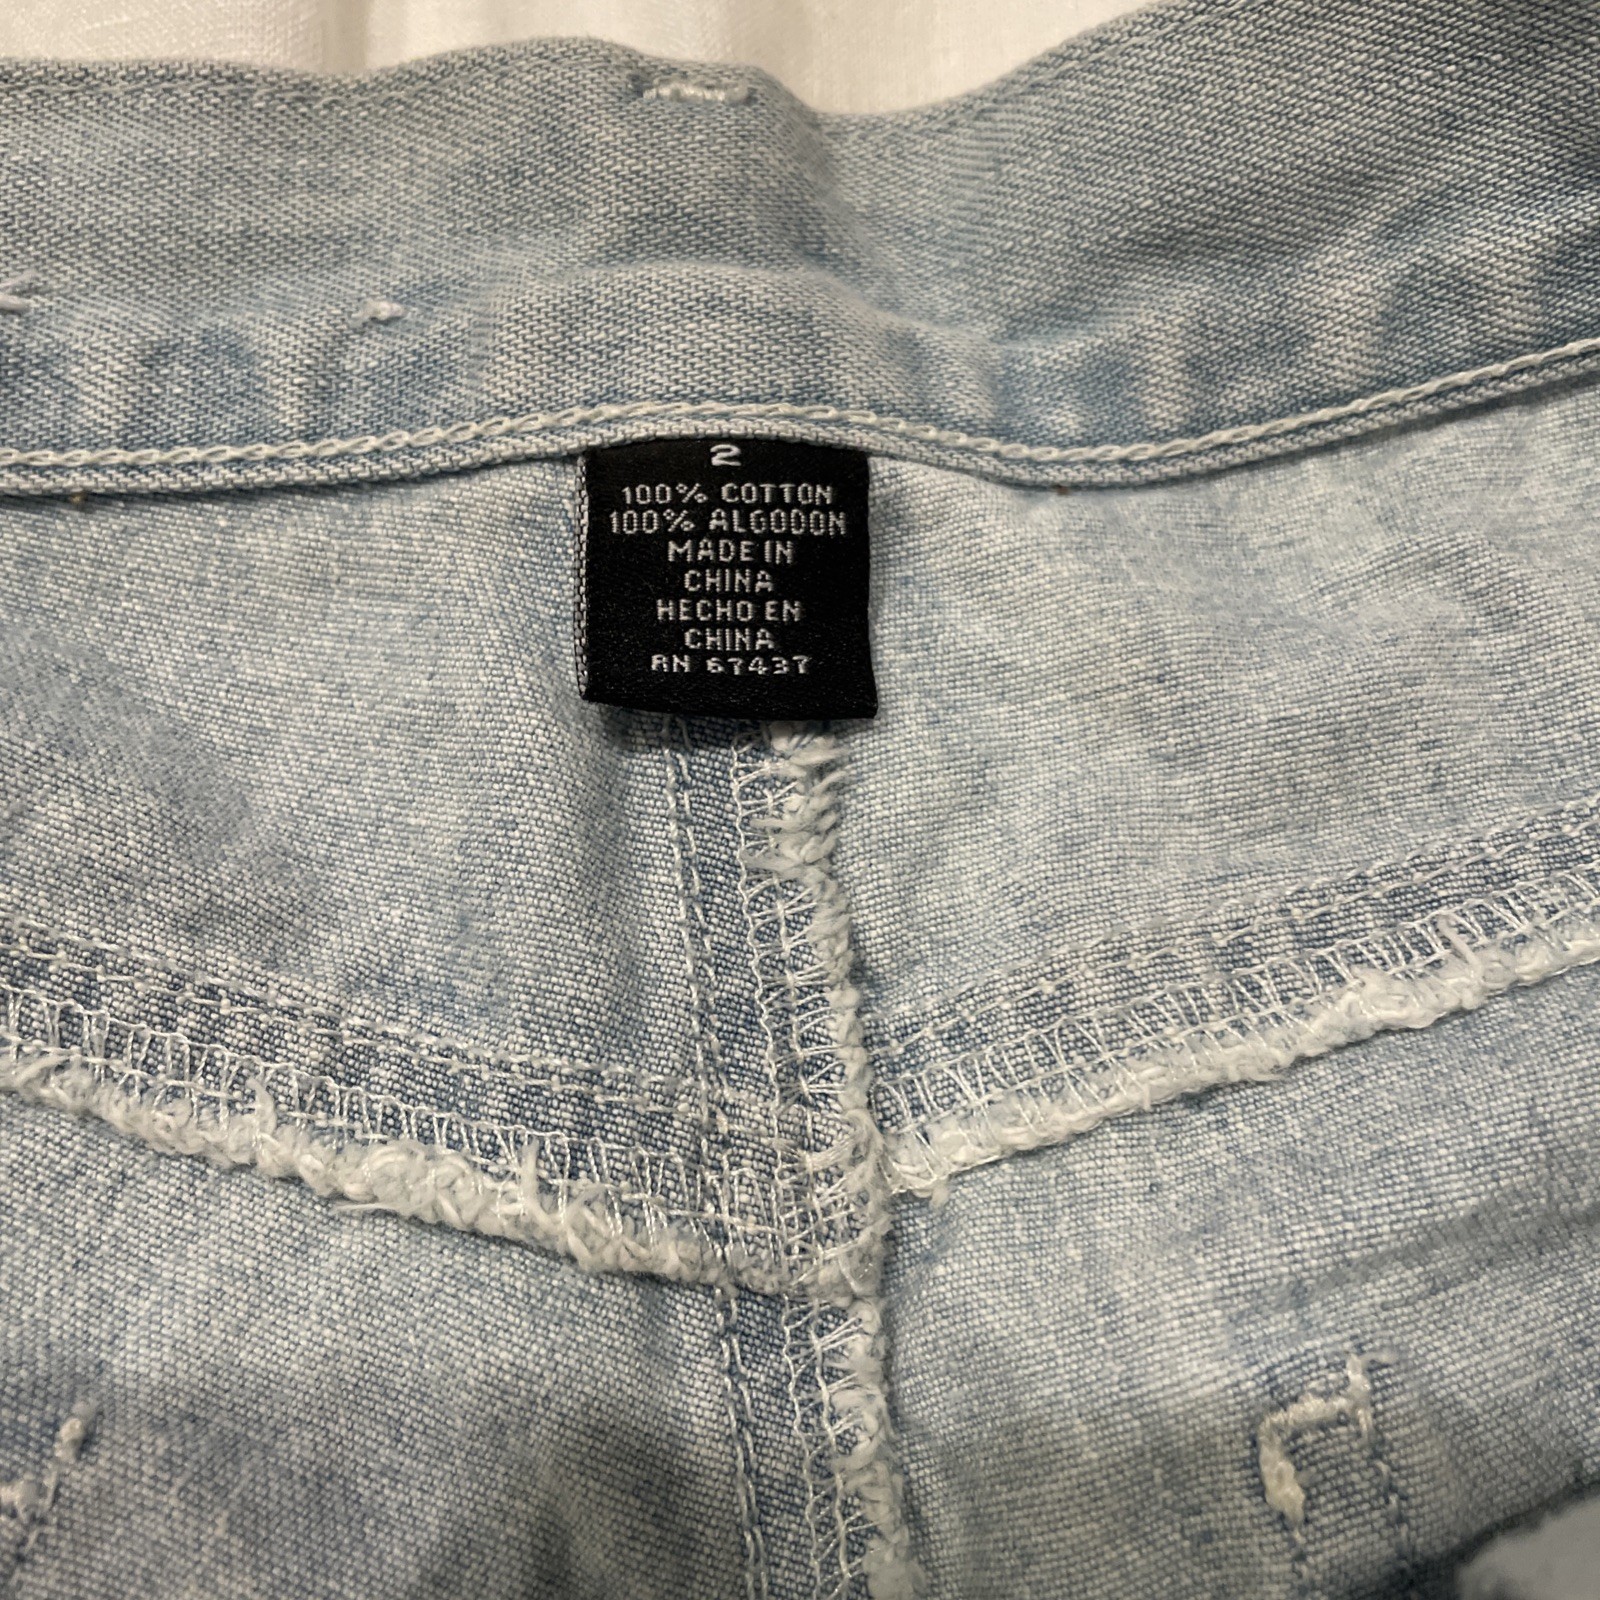 2
100% COTTON
100% ALGODON
MADE IN
CHINA
HECHO EN
CHINA
RN 67437